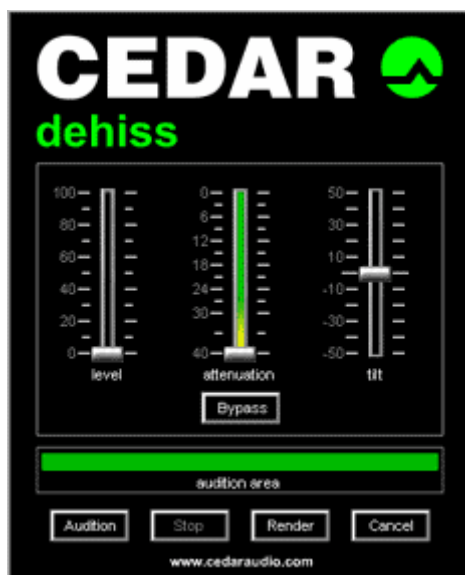 CEDAR
dehiss
100 0 50
80 6 30
60 12 10
40 18 -10
20 24 -30
0 30 -50
40
level attenuation tilt
Bypass
audition area
Audition Stop Render Cancel
www.cedaraudio.com